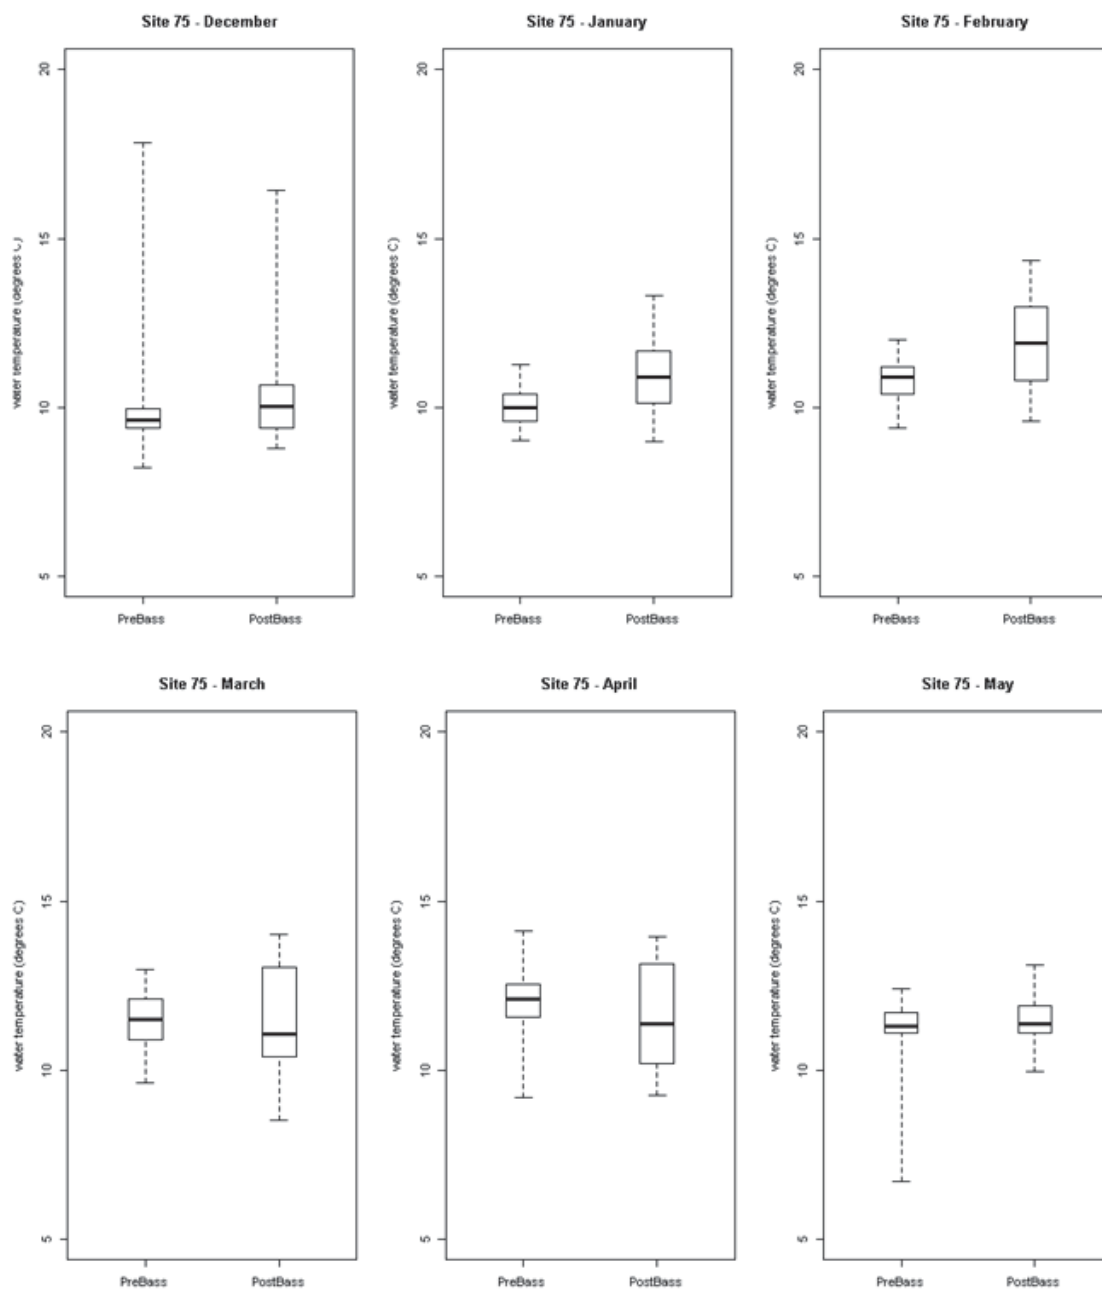 Site 75 - December
Site 75 - January
Site 75 - February
20
15
10
5
water temperature (degrees C)
PreBass
PostBass
20
15
10
5
water temperature (degrees C)
PreBass
PostBass
20
15
10
5
water temperature (degrees C)
PreBass
PostBass
Site 75 - March
Site 75 - April
Site 75 - May
20
15
10
5
water temperature (degrees C)
PreBass
PostBass
20
15
10
5
water temperature (degrees C)
PreBass
PostBass
20
15
10
5
water temperature (degrees C)
PreBass
PostBass